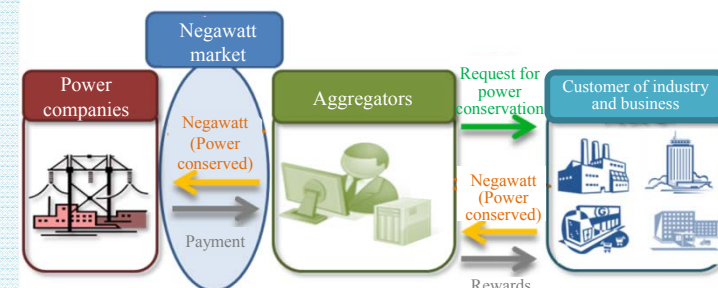 Negawatt
market
Power
companies
Aggregators
Request for
power
conservation
Customer of industry
and business
Negawatt
(Power
conserved)
Payment
Negawatt
(Power
conserved)
Rewards